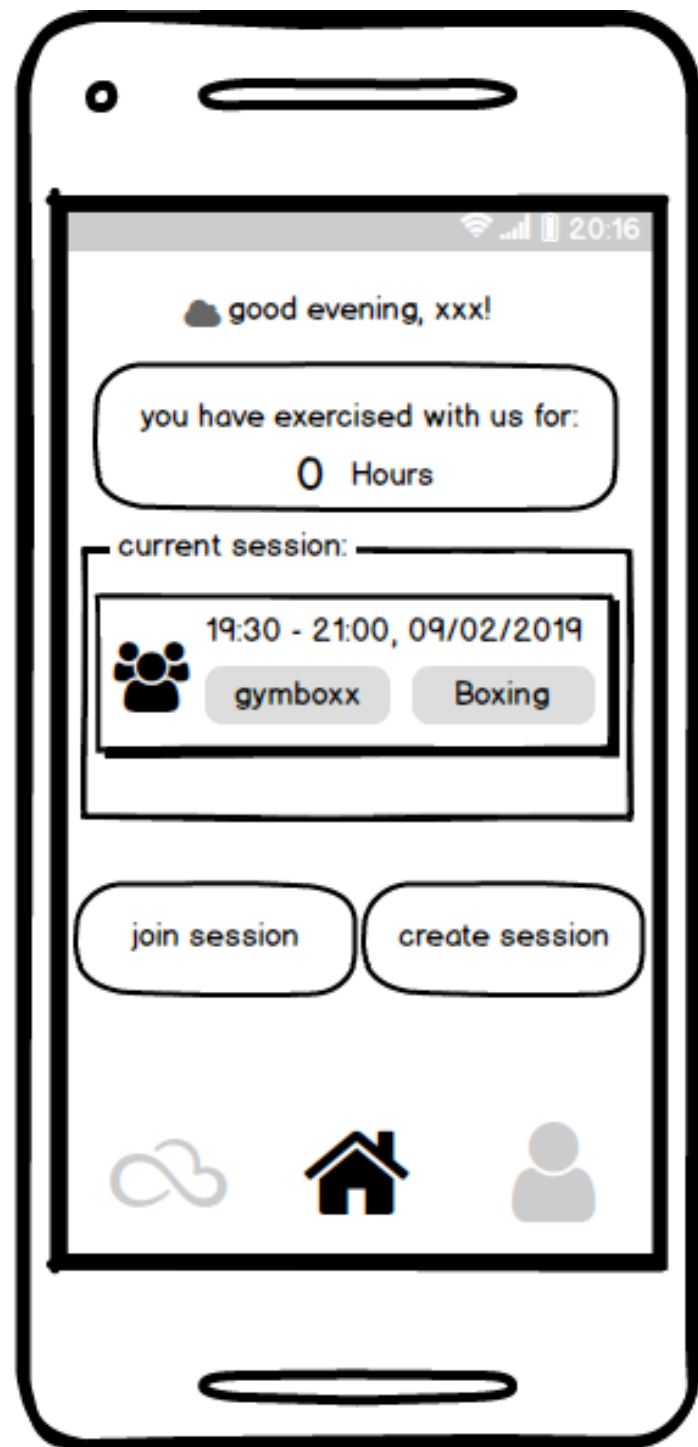 20:16
good evening, xxx!
you have exercised with us for:
0 Hours
current session:
19:30 - 21:00, 09/02/2019
gymboxx Boxing
join session create session